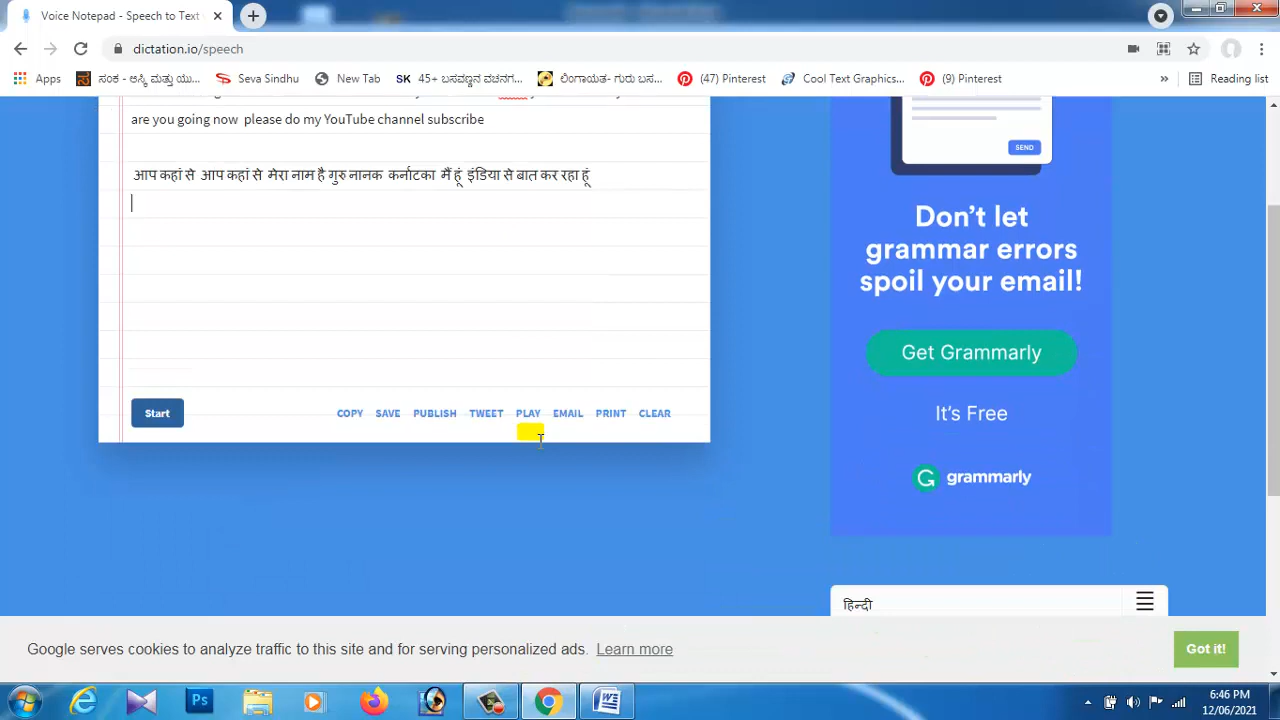 Voice Notepad - Speech to Text
dictation.io/speech
Apps
ಸಂಕ - ಅಸ್ಮಿ ಮತ್ತು ಯು...
Seva Sindhu
New Tab
SK 45+ ಬಸವಣ್ಣನ ವಚನಗ...
ಲಿಂಗಾಯತ- ಗುರು ಬಸ...
(47) Pinterest
Cool Text Graphics...
(9) Pinterest
»
Reading list
are you going now please do my YouTube channel subscribe
आप कहां से आप कहां से मेरा नाम है गुरु नानक कर्नाटका मैं हूं इंडिया से बात कर रहा हूं
Start
COPY SAVE PUBLISH TWEET PLAY EMAIL PRINT CLEAR
SEND
Don't let
grammar errors
spoil your email!
Get Grammarly
It's Free
grammarly
हिन्दी
Google serves cookies to analyze traffic to this site and for serving personalized ads. Learn more
Got it!
Ps
6:46 PM
12/06/2021